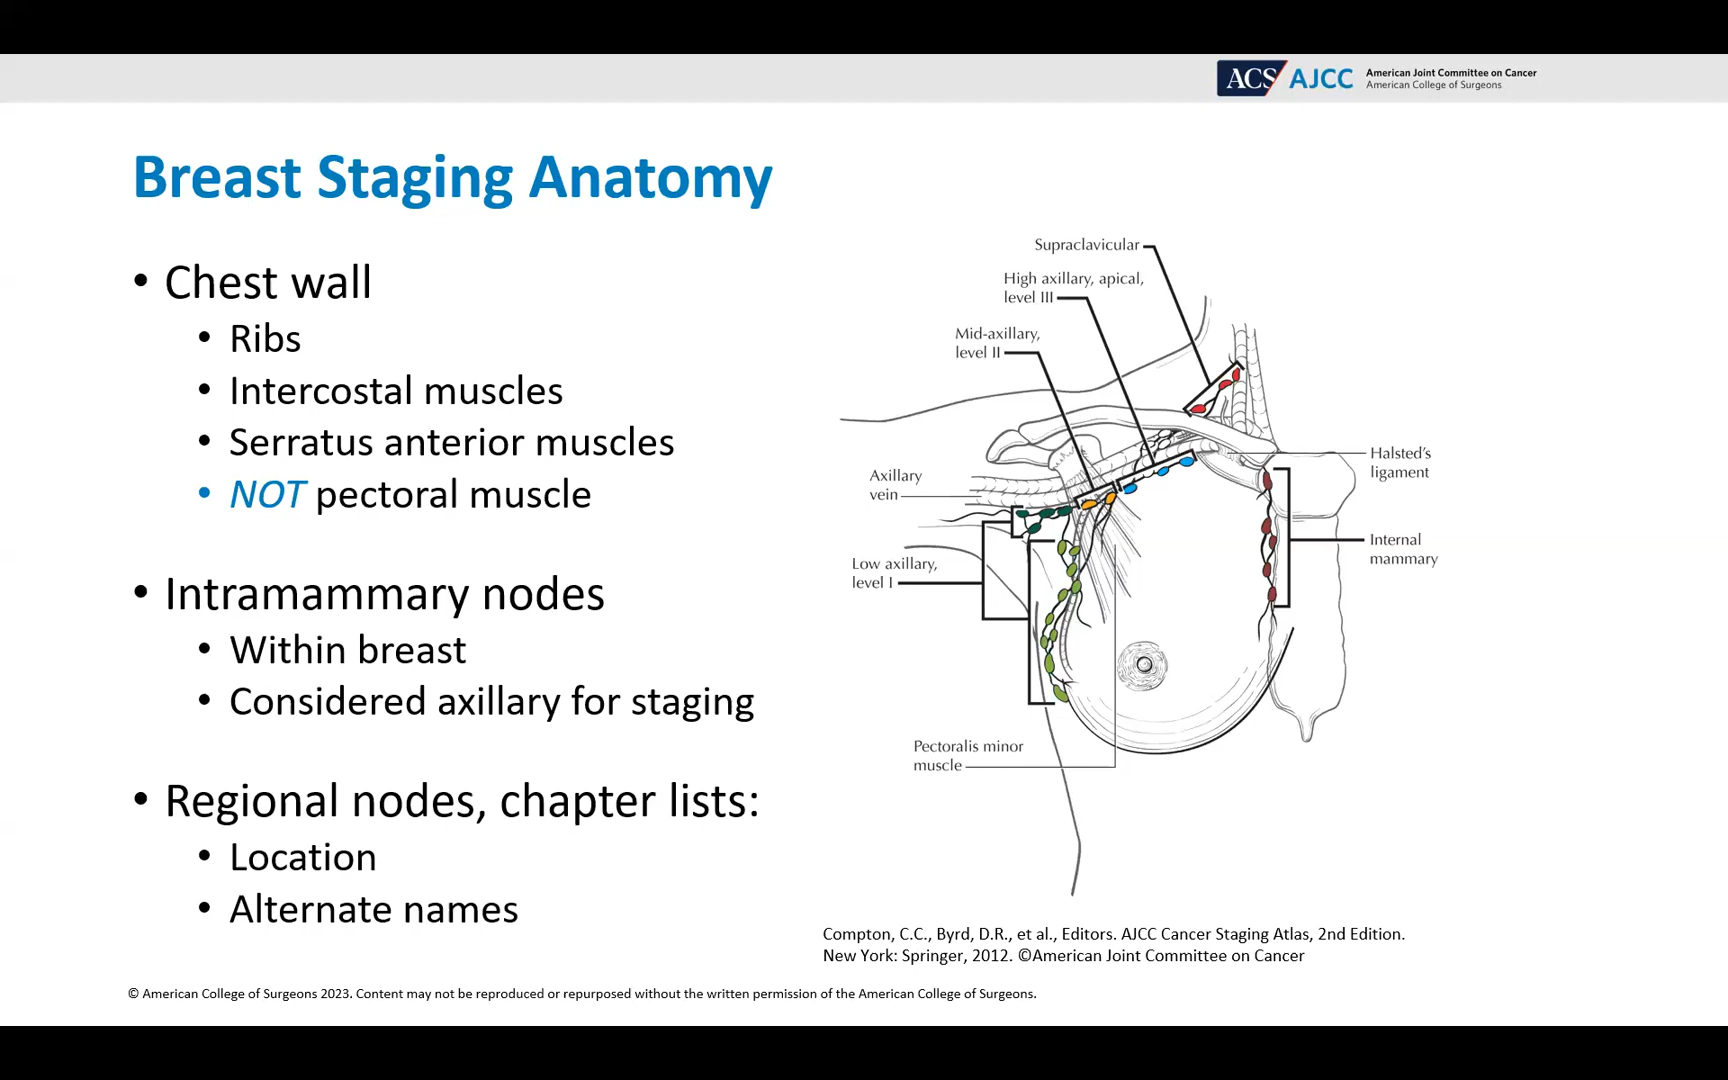 ACS AJCC American Joint Committee on Cancer
American College of Surgeons
Breast Staging Anatomy
• Chest wall
• Ribs
• Intercostal muscles
• Serratus anterior muscles
• NOT pectoral muscle
• Intramammary nodes
• Within breast
• Considered axillary for staging
• Regional nodes, chapter lists:
• Location
• Alternate names
Supraclavicular
High axillary, apical,
level III
Mid-axillary,
level II
Axillary
vein
Low axillary,
level I
Pectoralis minor
muscle
Halsted's
ligament
Internal
mammary
Compton, C.C., Byrd, D.R., et al., Editors. AJCC Cancer Staging Atlas, 2nd Edition.
New York: Springer, 2012. ©American Joint Committee on Cancer
© American College of Surgeons 2023. Content may not be reproduced or repurposed without the written permission of the American College of Surgeons.